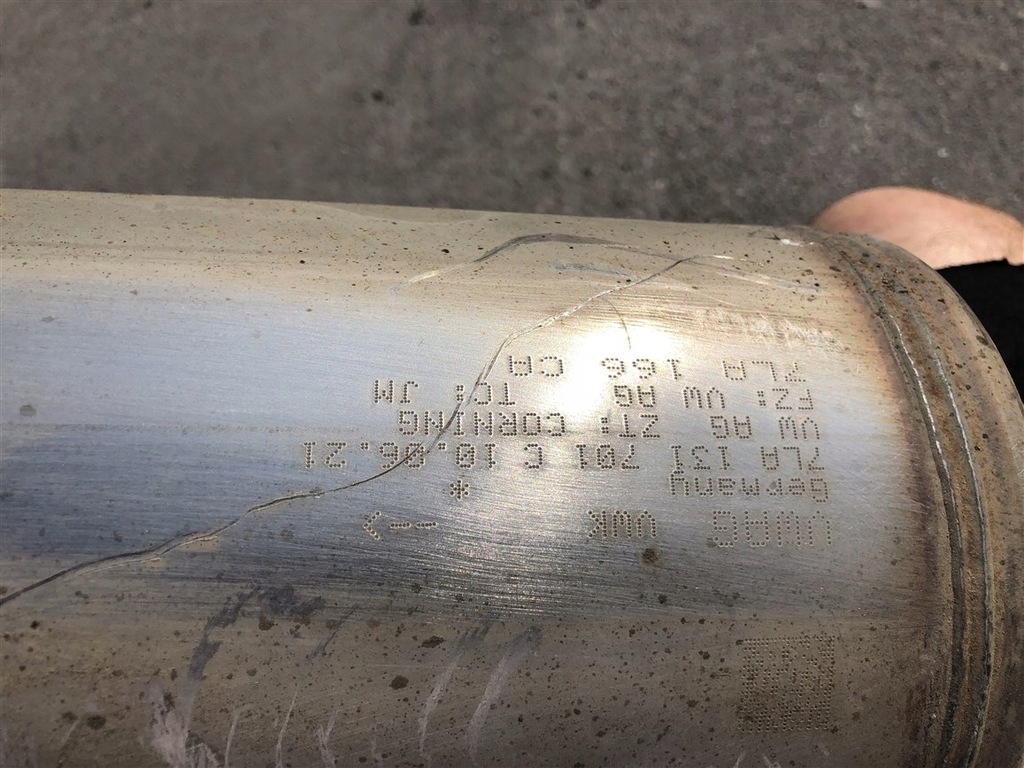 VWAG VWK -->
Germany *
7LA 131 701 C 10.06.21
VW AG ZT: CORNING
FZ: VW AG TC: JM
7LA 166 CA